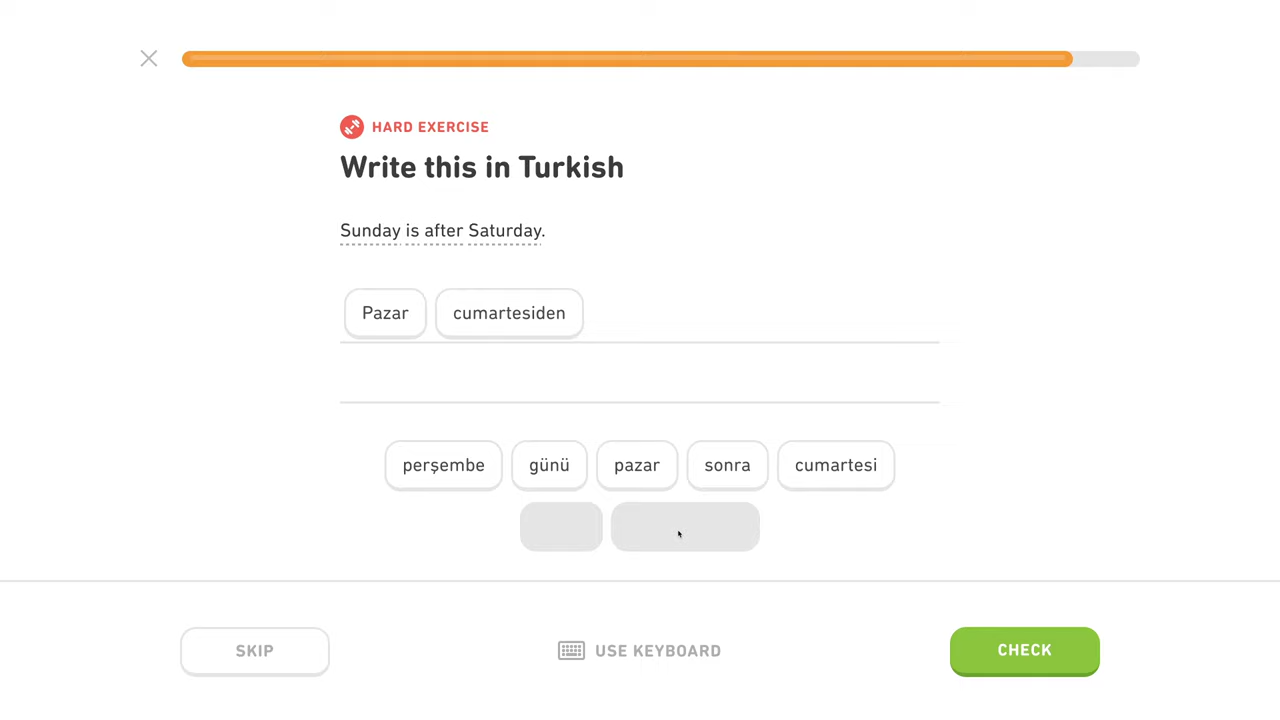 HARD EXERCISE
Write this in Turkish
Sunday is after Saturday.
Pazar cumartesiden
perşembe günü pazar sonra cumartesi
SKIP USE KEYBOARD CHECK